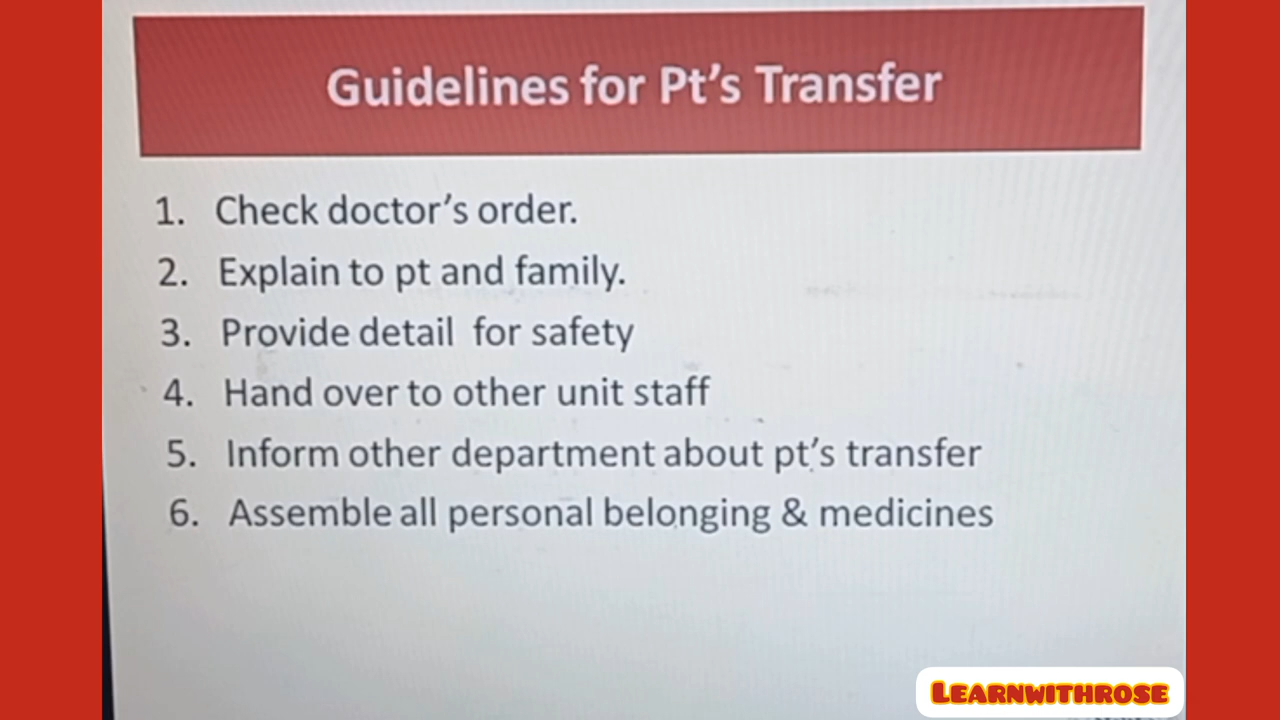 Guidelines for Pt's Transfer
1. Check doctor's order.
2. Explain to pt and family.
3. Provide detail for safety
4. Hand over to other unit staff
5. Inform other department about pt's transfer
6. Assemble all personal belonging & medicines
LEARNWITHROSE